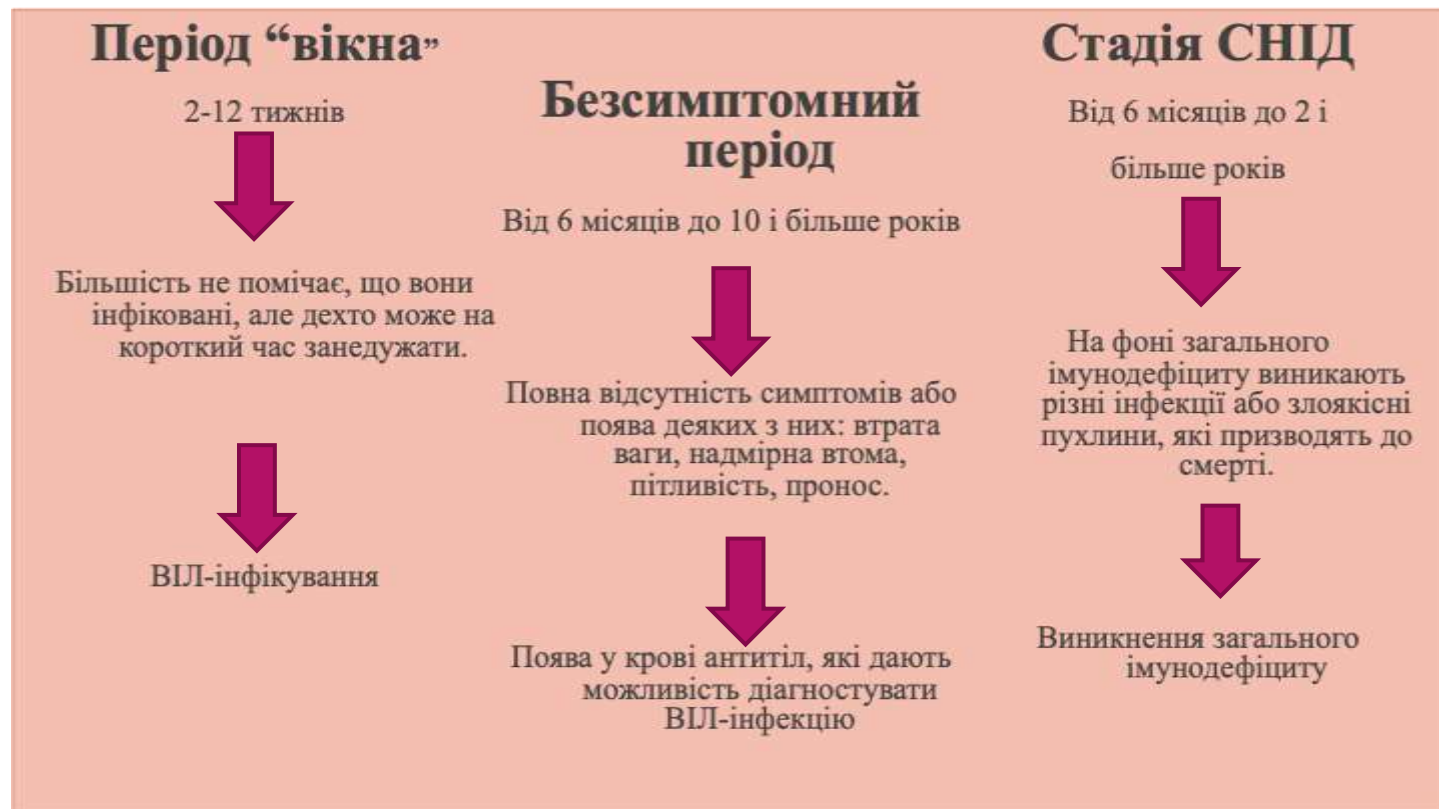 Період “вікна”
2-12 тижнів
Більшість не помічає, що вони
інфіковані, але дехто може на
короткий час занедужати.
ВІЛ-інфікування
Безсимптомний
період
Від 6 місяців до 10 і більше років
Повна відсутність симптомів або
поява деяких з них: втрата
ваги, надмірна втома,
пітливість, пронос.
Поява у крові антитіл, які дають
можливість діагностувати
ВІЛ-інфекцію
Стадія СНІД
Від 6 місяців до 2 і
більше років
На фоні загального
імунодефіциту виникають
різні інфекції або злоякісні
пухлини, які призводять до
смерті.
Виникнення загального
імунодефіциту